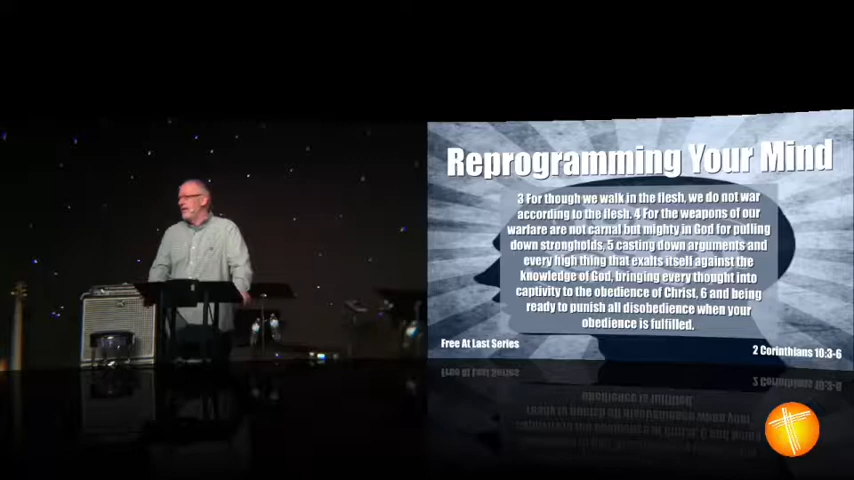 Reprogramming Your Mind
3 For though we walk in the flesh, we do not war
according to the flesh. 4 For the weapons of our
warfare are not carnal but mighty in God for pulling
down strongholds, 5 casting down arguments and
every high thing that exalts itself against the
knowledge of God, bringing every thought into
captivity to the obedience of Christ, 6 and being
ready to punish all disobedience when your
obedience is fulfilled.
Free At Last Series
2 Corinthians 10:3-6